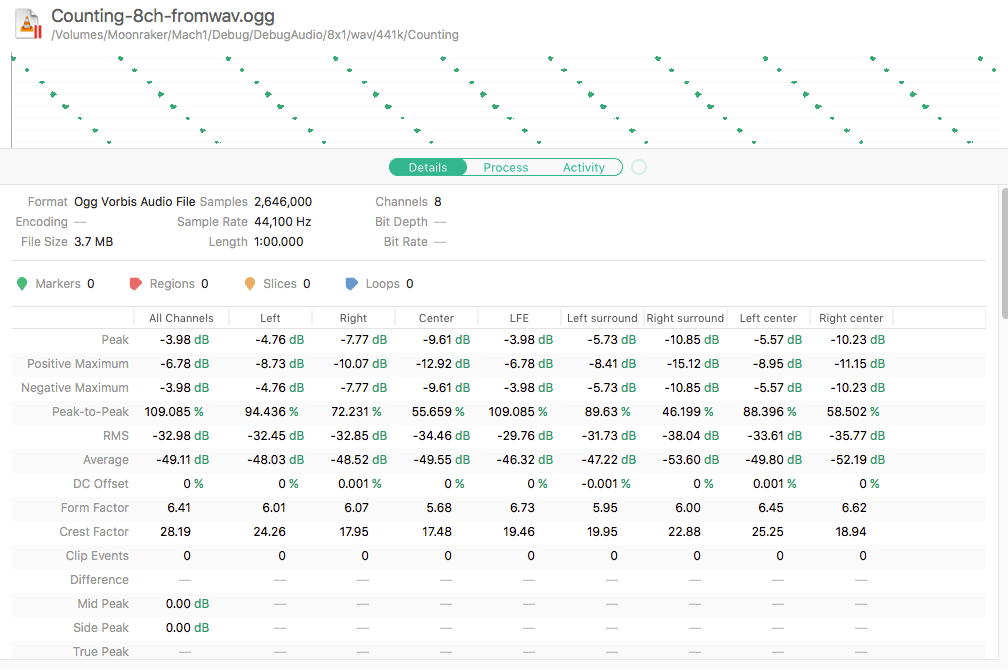 Counting-8ch-fromwav.ogg
/Volumes/Moonraker/Mach1/Debug/DebugAudio/8x1/wav/441k/Counting
Details Process Activity
Format Ogg Vorbis Audio File Samples 2,646,000 Channels 8
Encoding — Sample Rate 44,100 Hz Bit Depth —
File Size 3.7 MB Length 1:00.000 Bit Rate —
Markers 0 Regions 0 Slices 0 Loops 0
All Channels Left Right Center LFE Left surround Right surround Left center Right center
Peak -3.98 dB -4.76 dB -7.77 dB -9.61 dB -3.98 dB -5.73 dB -10.85 dB -5.57 dB -10.23 dB
Positive Maximum -6.78 dB -8.73 dB -10.07 dB -12.92 dB -6.78 dB -8.41 dB -15.12 dB -8.95 dB -11.15 dB
Negative Maximum -3.98 dB -4.76 dB -7.77 dB -9.61 dB -3.98 dB -5.73 dB -10.85 dB -5.57 dB -10.23 dB
Peak-to-Peak 109.085 % 94.436 % 72.231 % 55.659 % 109.085 % 89.63 % 46.199 % 88.396 % 58.502 %
RMS -32.98 dB -32.45 dB -32.85 dB -34.46 dB -29.76 dB -31.73 dB -38.04 dB -33.61 dB -35.77 dB
Average -49.11 dB -48.03 dB -48.52 dB -49.55 dB -46.32 dB -47.22 dB -53.60 dB -49.80 dB -52.19 dB
DC Offset 0 % 0 % 0.001 % 0 % 0 % -0.001 % 0 % 0.001 % 0 %
Form Factor 6.41 6.01 6.07 5.68 6.73 5.95 6.00 6.45 6.62
Crest Factor 28.19 24.26 17.95 17.48 19.46 19.95 22.88 25.25 18.94
Clip Events 0 0 0 0 0 0 0 0 0
Difference — — — — — — — — —
Mid Peak 0.00 dB — — — — — — — —
Side Peak 0.00 dB — — — — — — — —
True Peak — — — — — — — — —